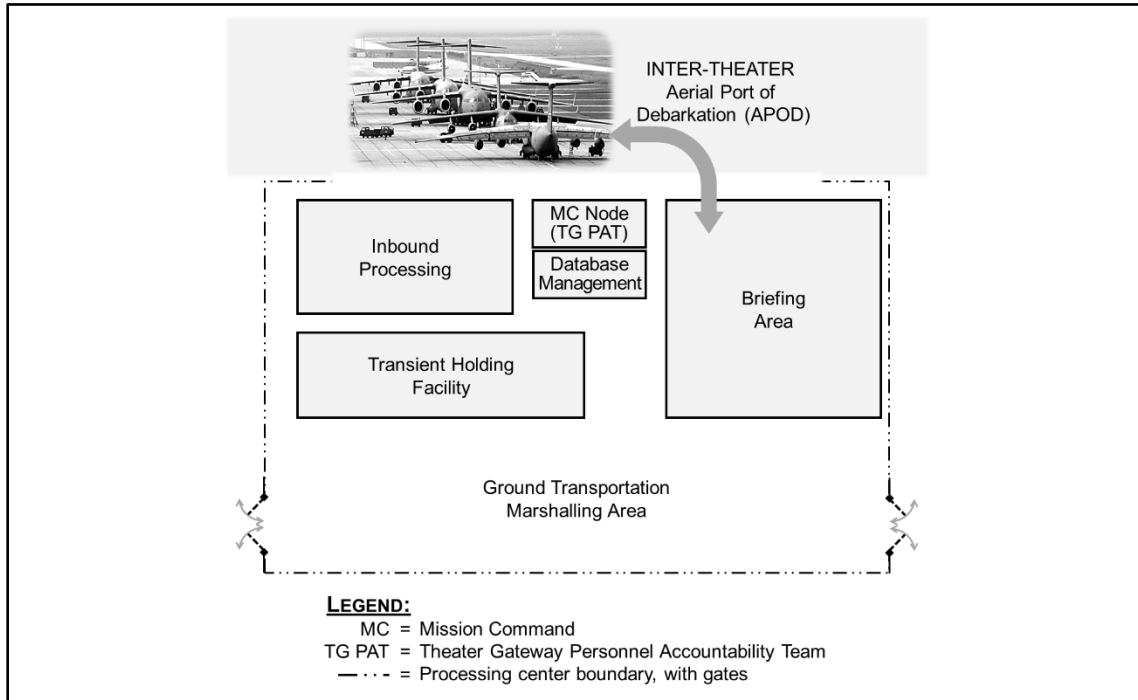 INTER-THEATER
Aerial Port of
Debarkation (APOD)
Inbound
Processing
MC Node
(TG PAT)
Database
Management
Briefing
Area
Transient Holding
Facility
Ground Transportation
Marshalling Area
LEGEND:
MC = Mission Command
TG PAT = Theater Gateway Personnel Accountability Team
= Processing center boundary, with gates